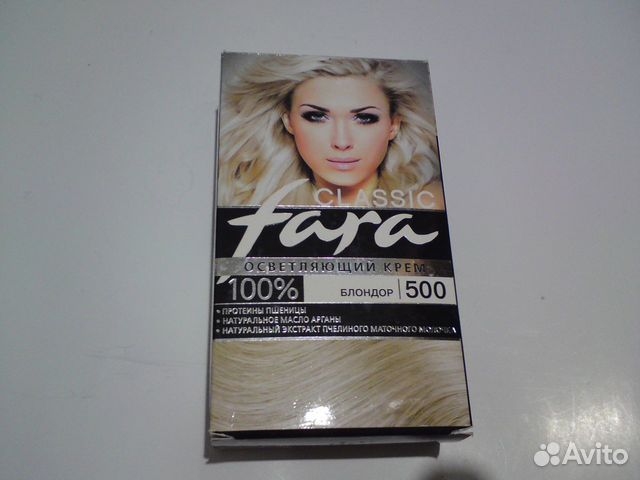 CLASSIC
fara
ОСВЕТЛЯЮЩИЙ КРЕМ
100% БЛОНДОР 500
• ПРОТЕИНЫ ПШЕНИЦЫ
• НАТУРАЛЬНОЕ МАСЛО АРГАНЫ
• НАТУРАЛЬНЫЙ ЭКСТРАКТ ПЧЕЛИНОГО МАТОЧНОГО МОЛОЧКА
Avito